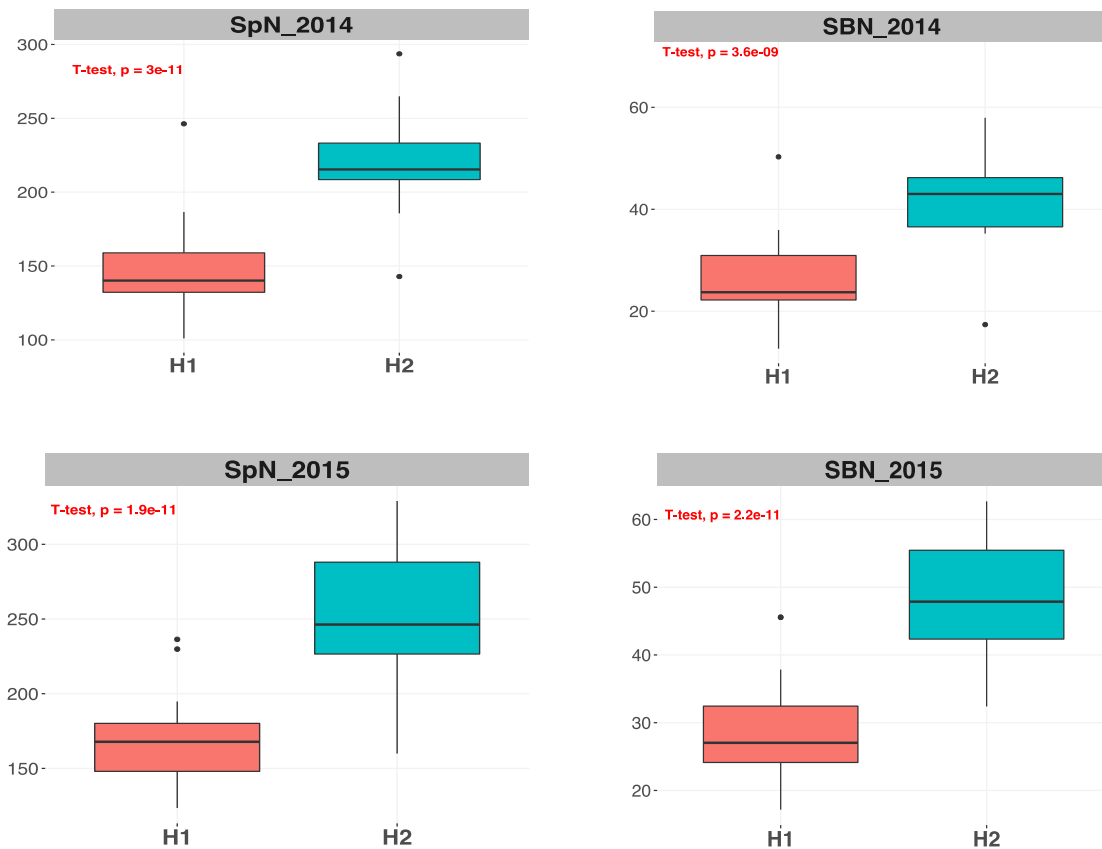 SpN_2014
T-test, p = 3e-11
300
250
200
150
100
H1 H2
SBN_2014
T-test, p = 3.6e-09
60
40
20
H1 H2
SpN_2015
T-test, p = 1.9e-11
300
250
200
150
H1 H2
SBN_2015
T-test, p = 2.2e-11
60
50
40
30
20
H1 H2